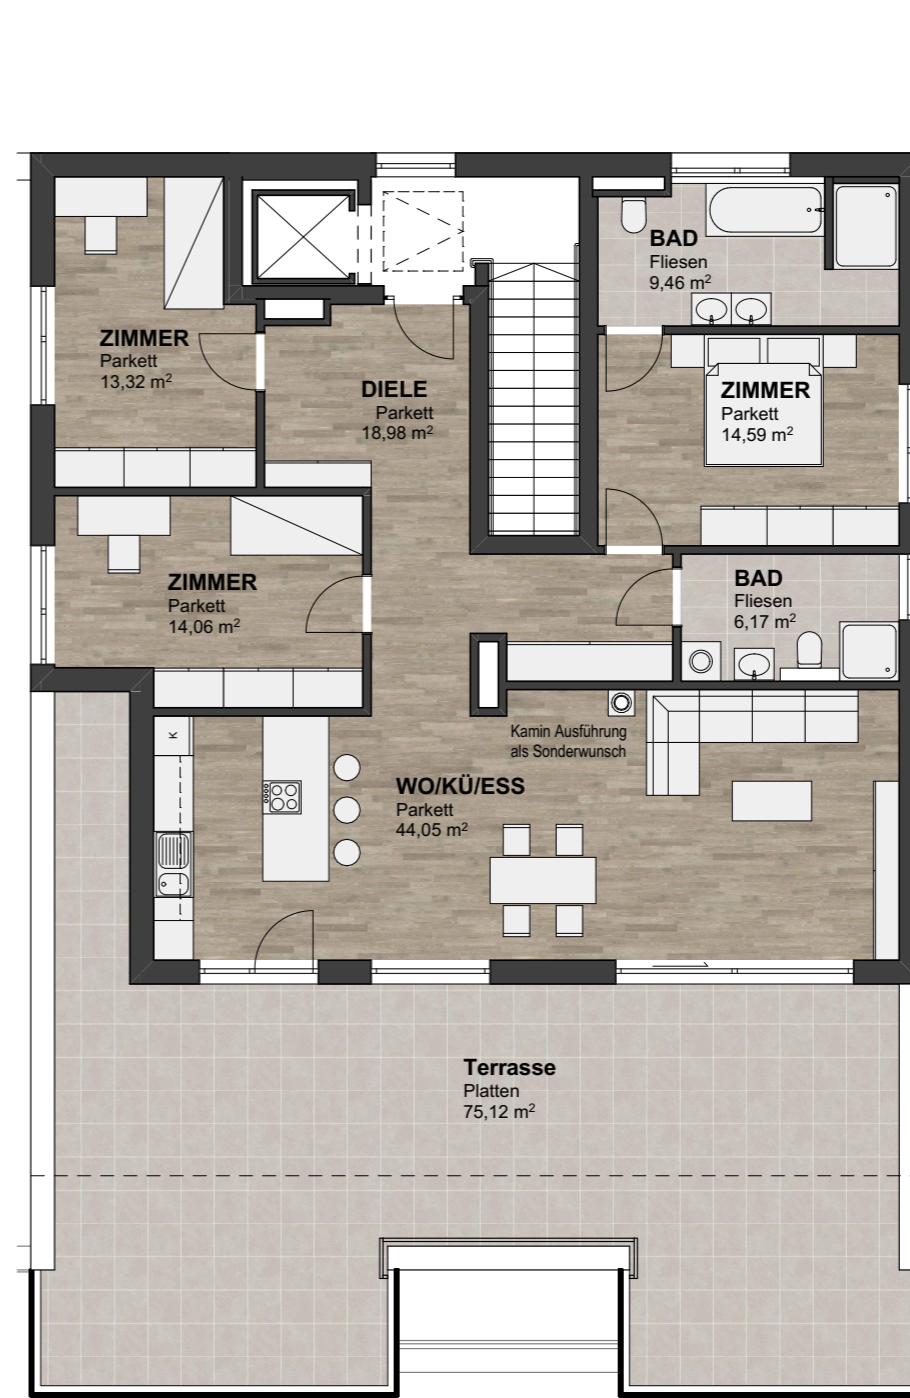 BAD
Fliesen
9,46 m²
ZIMMER
Parkett
13,32 m²
DIELE
Parkett
18,98 m²
ZIMMER
Parkett
14,59 m²
ZIMMER
Parkett
14,06 m²
BAD
Fliesen
6,17 m²
K
Kamin Ausführung
als Sonderwunsch
WO/KÜ/ESS
Parkett
44,05 m²
Terrasse
Platten
75,12 m²